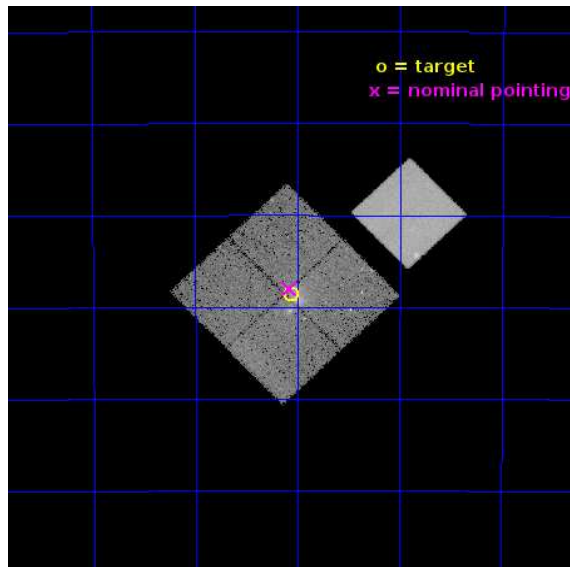 o = target
x = nominal pointing